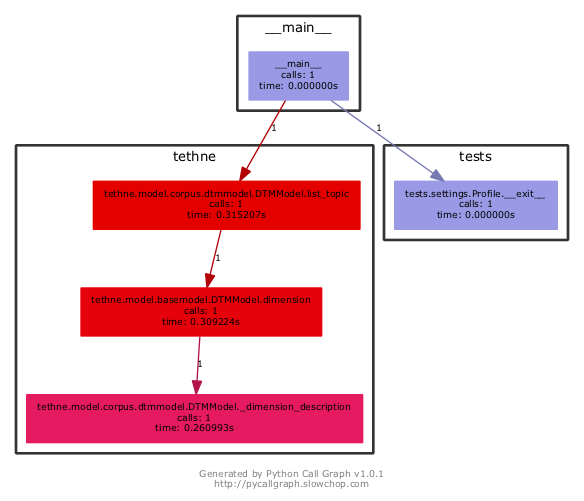 __main__
__main__
calls: 1
time: 0.000000s
1
1
tethne
tethne.model.corpus.dtmmodel.DTMModel.list_topic
calls: 1
time: 0.315207s
1
tethne.model.basemodel.DTMModel.dimension
calls: 1
time: 0.309224s
1
tethne.model.corpus.dtmmodel.DTMModel._dimension_description
calls: 1
time: 0.260993s
tests
tests.settings.Profile.__exit__
calls: 1
time: 0.000000s
Generated by Python Call Graph v1.0.1
http://pycallgraph.slowchop.com